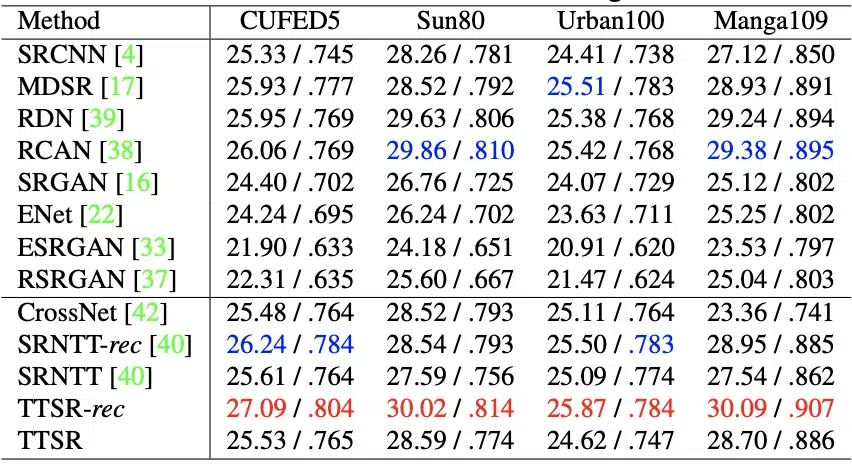 Method CUFED5 Sun80 Urban100 Manga109
SRCNN [4] 25.33 / .745 28.26 / .781 24.41 / .738 27.12 / .850
MDSR [17] 25.93 / .777 28.52 / .792 25.51 / .783 28.93 / .891
RDN [39] 25.95 / .769 29.63 / .806 25.38 / .768 29.24 / .894
RCAN [38] 26.06 / .769 29.86 / .810 25.42 / .768 29.38 / .895
SRGAN [16] 24.40 / .702 26.76 / .725 24.07 / .729 25.12 / .802
ENet [22] 24.24 / .695 26.24 / .702 23.63 / .711 25.25 / .802
ESRGAN [33] 21.90 / .633 24.18 / .651 20.91 / .620 23.53 / .797
RSRGAN [37] 22.31 / .635 25.60 / .667 21.47 / .624 25.04 / .803
CrossNet [42] 25.48 / .764 28.52 / .793 25.11 / .764 23.36 / .741
SRNTT-rec [40] 26.24 / .784 28.54 / .793 25.50 / .783 28.95 / .885
SRNTT [40] 25.61 / .764 27.59 / .756 25.09 / .774 27.54 / .862
TTSR-rec 27.09 / .804 30.02 / .814 25.87 / .784 30.09 / .907
TTSR 25.53 / .765 28.59 / .774 24.62 / .747 28.70 / .886